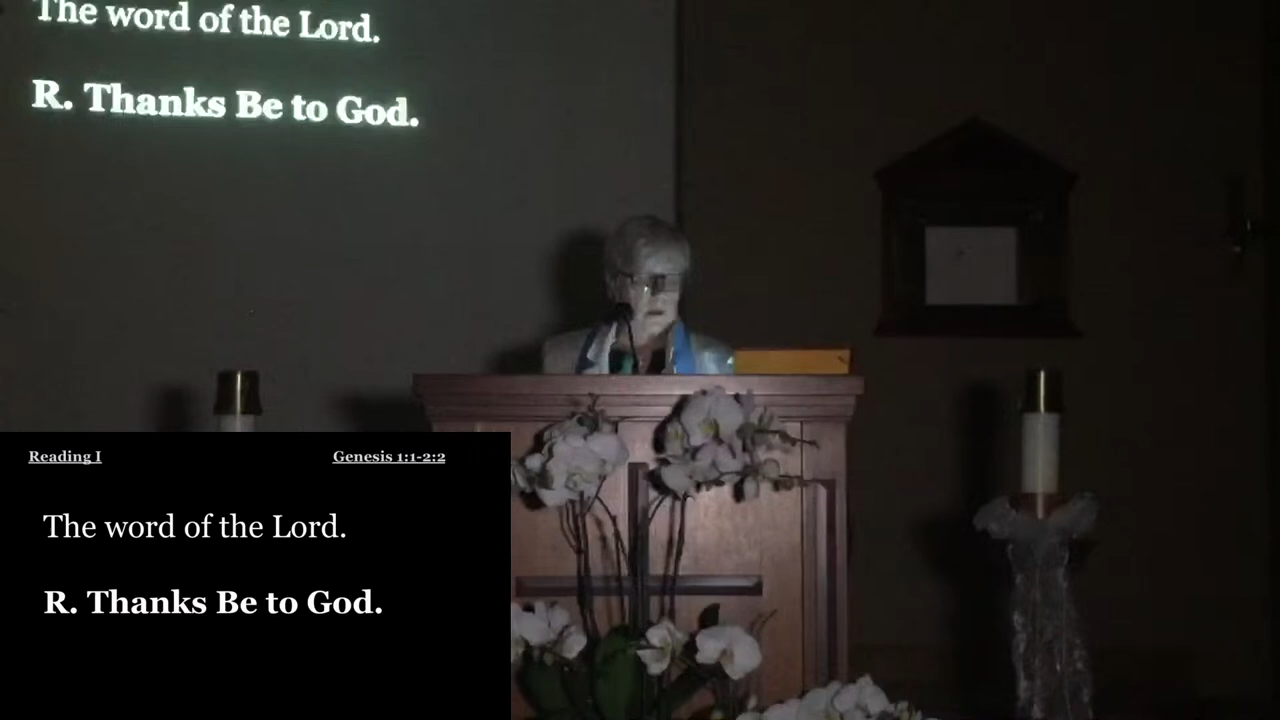 The word of the Lord.
R. Thanks Be to God.
Reading I Genesis 1:1-2:2
The word of the Lord.
R. Thanks Be to God.